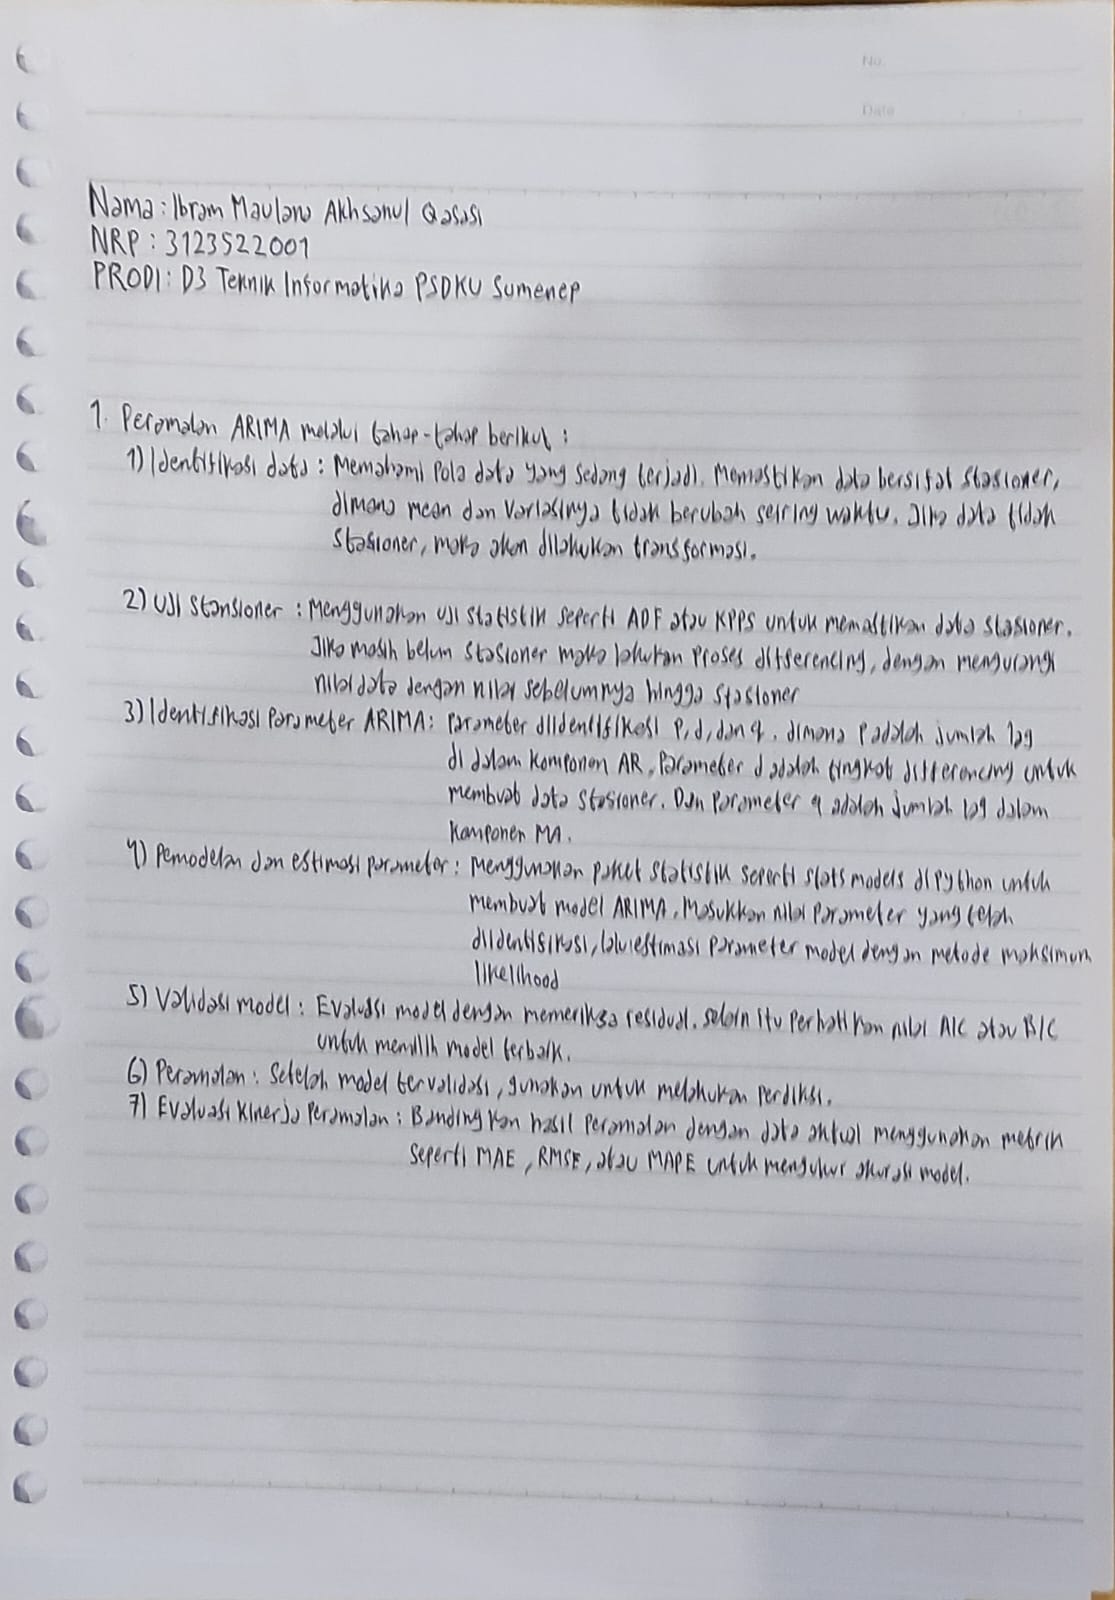 No.
Date
Nama : Ibram Maulana Akhsanul Qasasi
NRP : 3123522001
PRODI : D3 Teknik Informatika PSDKU Sumenep
1. Peramalan ARIMA melalui tahap-tahap berikut :
1) Identifikasi data : Memahami Pola data yang sedang terjadi. Memastikan data bersifat stasioner,
dimana mean dan variasinya tidak berubah seiring waktu. Jika data tidak
stasioner, maka akan dilakukan transformasi.
2) Uji Stansioner : Menggunakan uji statistik seperti ADF atau KPPS untuk memastikan data stasioner.
Jika masih belum stasioner maka lakukan proses differencing, dengan mengurangi
nilai data dengan nilai sebelumnya hingga stasioner
3) Identifikasi Parameter ARIMA : Parameter diidentifikasi P, d, dan q. dimana P adalah jumlah lag
di dalam komponen AR, Parameter d adalah tingkat differencing untuk
membuat data stasioner. Dan Parameter q adalah jumlah lag dalam
komponen MA.
4) Pemodelan dan estimasi parameter : Menggunakan paket statistik seperti statsmodels di Python untuk
membuat model ARIMA, Masukkan nilai Parameter yang telah
diidentifikasi, lalu estimasi Parameter model dengan metode maksimum
likelihood
5) Validasi model : Evaluasi model dengan memeriksa residual. selain itu Perhatikan nilai AIC atau BIC
untuk memilih model terbaik.
6) Peramalan : Setelah model tervalidasi, gunakan untuk melakukan Perdiksi.
7) Evaluasi Kinerja Peramalan : Bandingkan hasil Peramalan dengan data aktual menggunakan metrik
seperti MAE, RMSE, atau MAPE untuk mengukur akurasi model.